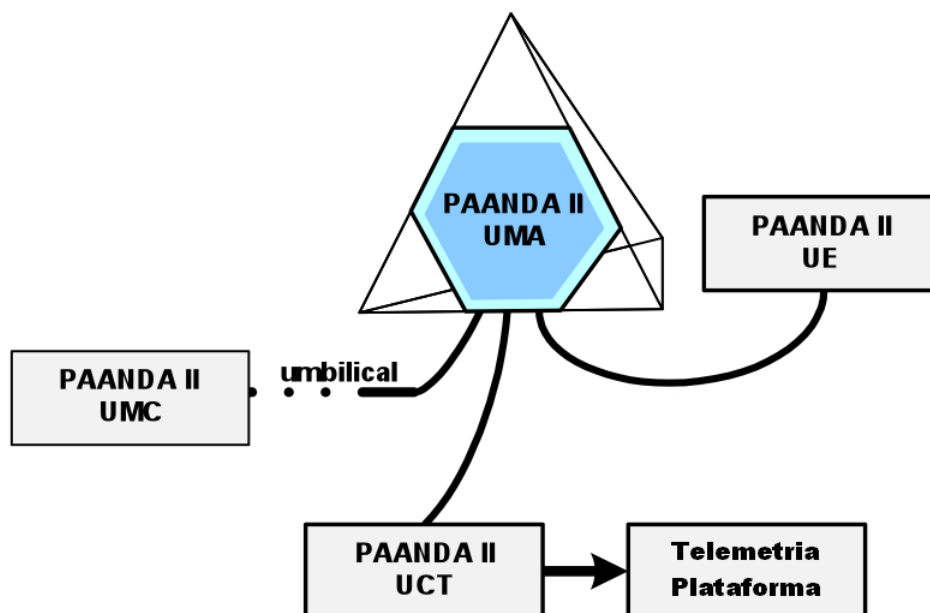 PAANDA II
UMA
PAANDA II
UE
umbilical
PAANDA II
UMC
PAANDA II
UCT
Telemetria
Plataforma